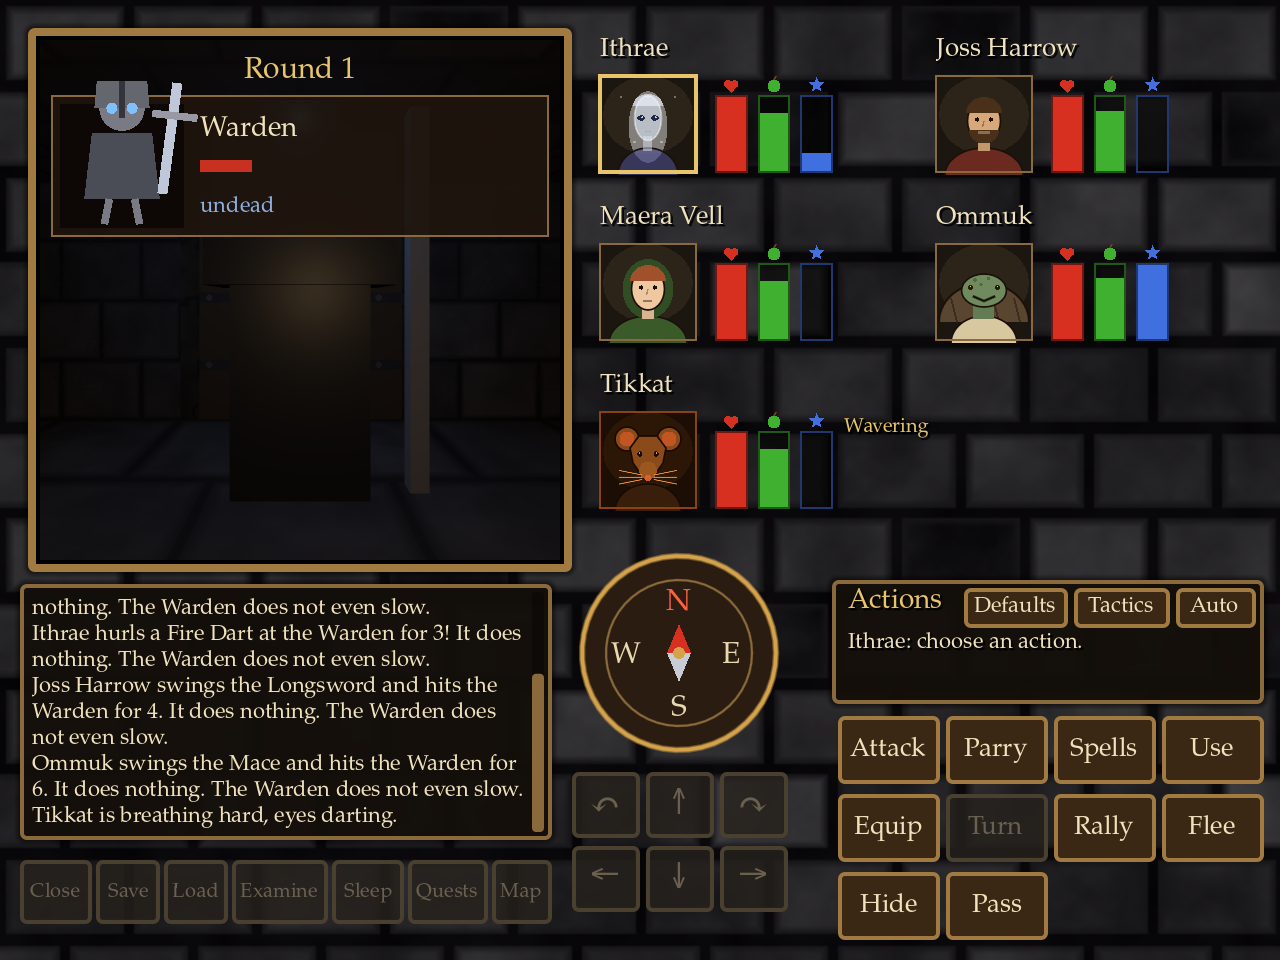 Round 1
Warden
undead
Ithrae
Joss Harrow
Maera Vell
Ommuk
Tikkat
Wavering
nothing. The Warden does not even slow.
Ithrae hurls a Fire Dart at the Warden for 3! It does
nothing. The Warden does not even slow.
Joss Harrow swings the Longsword and hits the
Warden for 4. It does nothing. The Warden does
not even slow.
Ommuk swings the Mace and hits the Warden for
6. It does nothing. The Warden does not even slow.
Tikkat is breathing hard, eyes darting.
N
W
E
S
Actions
Defaults
Tactics
Auto
Ithrae: choose an action.
Attack
Parry
Spells
Use
Equip
Turn
Rally
Flee
Hide
Pass
Close
Save
Load
Examine
Sleep
Quests
Map